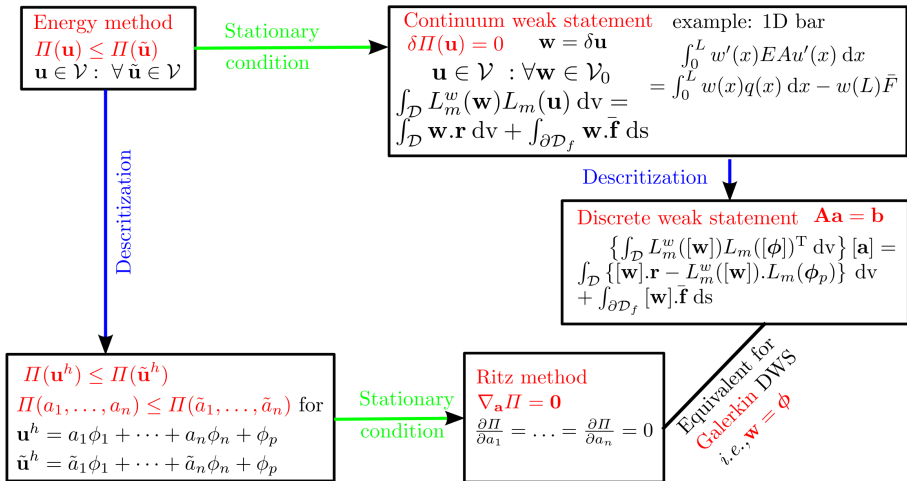 Energy method
Π(u) ≤ Π(ũ)
u ∈ 𝒱 : ∀ ũ ∈ 𝒱
Stationary
condition
Continuum weak statement
δΠ(u) = 0 w = δu
u ∈ 𝒱 : ∀w ∈ 𝒱₀
∫_𝒟 L_m^w(w)L_m(u) dv =
∫_𝒟 w.r dv + ∫_{∂𝒟_f} w.f̄ ds
example: 1D bar
∫_0^L w′(x)EAu′(x) dx
= ∫_0^L w(x)q(x) dx − w(L)F̄
Descritization
Descritization
Discrete weak statement Aa = b
{∫_𝒟 L_m^w([w])L_m([ϕ])^T dv} [a] =
∫_𝒟 {[w].r − L_m^w([w]).L_m(ϕ_p)} dv
+ ∫_{∂𝒟_f} [w].f̄ ds
Π(u^h) ≤ Π(ũ^h)
Π(a₁, . . . , a_n) ≤ Π(ã₁, . . . , ã_n) for
u^h = a₁ϕ₁ + ⋯ + a_nϕ_n + ϕ_p
ũ^h = ã₁ϕ₁ + ⋯ + ã_nϕ_n + ϕ_p
Stationary
condition
Ritz method
∇_aΠ = 0
∂Π/∂a₁ = . . . = ∂Π/∂a_n = 0
Equivalent for
Galerkin DWS
i.e., w = ϕ